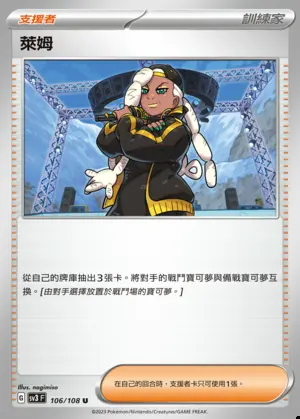 支援者
訓練家
萊姆
從自己的牌庫抽出3張卡。將對手的戰鬥寶可夢與備戰寶可夢互
換。[由對手選擇放置於戰鬥場的寶可夢。]
Illus. nagimiso
G SV3 F 106/108 U
在自己的回合時,支援者卡只可使用1張。
©2023 Pokémon/Nintendo/Creatures/GAME FREAK.